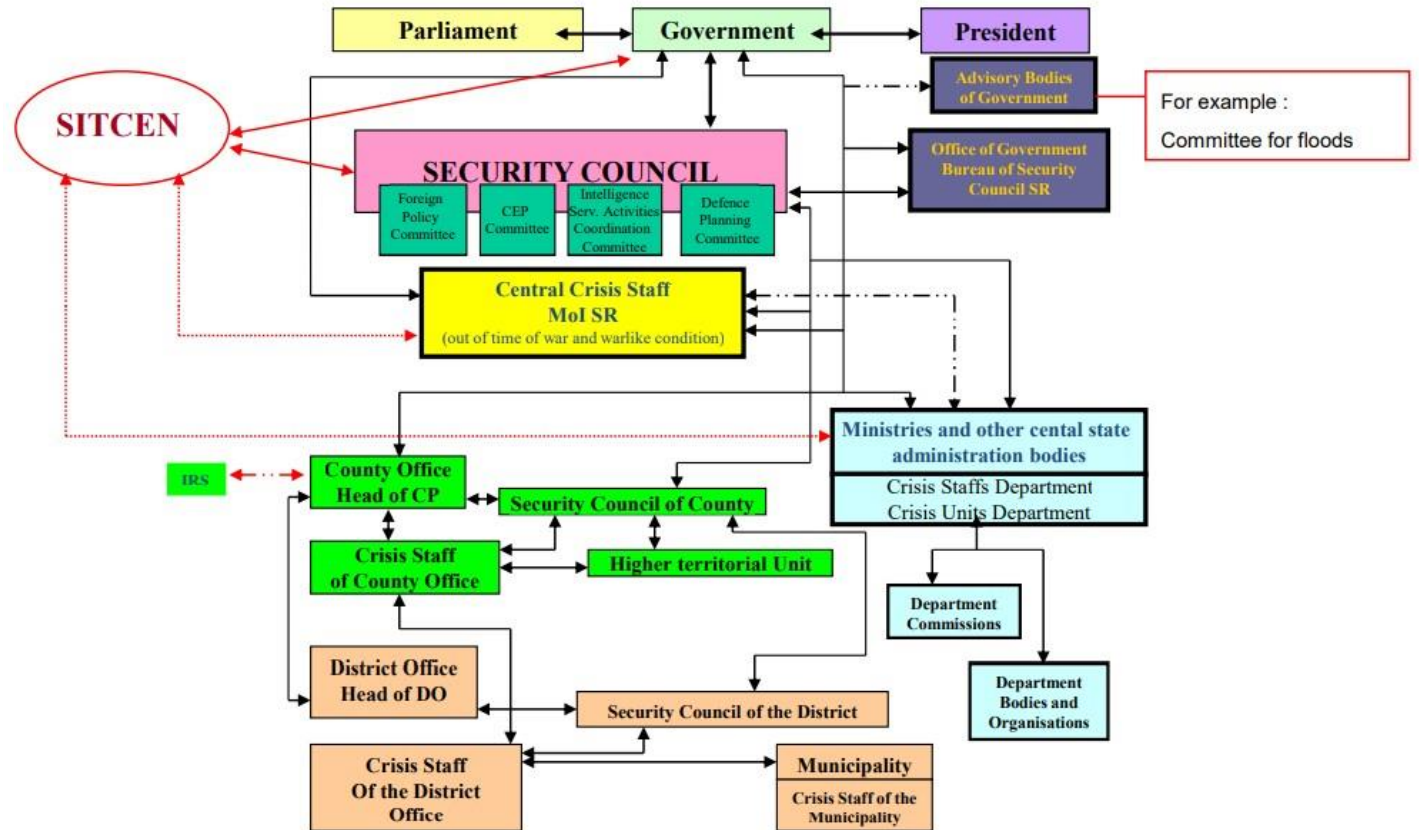 Parliament
Government
President
Advisory Bodies
of Government
For example :
Committee for floods
SITCEN
Office of Government
Bureau of Security
Council SR
SECURITY COUNCIL
Foreign
Policy
Committee
CEP
Committee
Intelligence
Serv. Activities
Coordination
Committee
Defence
Planning
Committee
Central Crisis Staff
MoI SR
(out of time of war and warlike condition)
Ministries and other cental state
administration bodies
Crisis Staffs Department
Crisis Units Department
IRS
County Office
Head of CP
Security Council of County
Crisis Staff
of County Office
Higher territorial Unit
Department
Commissions
District Office
Head of DO
Security Council of the District
Department
Bodies and
Organisations
Crisis Staff
Of the District
Office
Municipality
Crisis Staff of the
Municipality